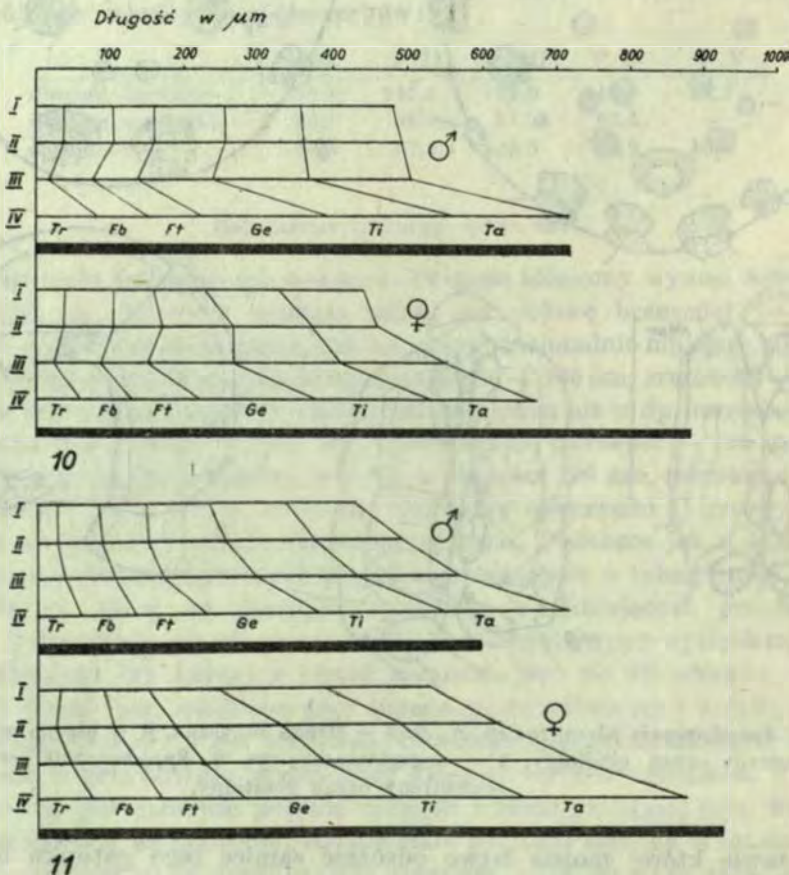 Długość w µm
100 200 300 400 500 600 700 800 900 1000
I
II ♂
III
IV
Tr Fb Ft Ge Ti Ta
I ♀
II
III
IV
Tr Fb Ft Ge Ti Ta
10
I
II ♂
III
IV
Tr Fb Ft Ge Ti Ta
I
II ♀
III
IV
Tr Fb Ft Ge Ti Ta
11